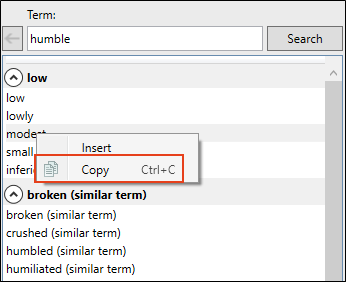 Term:
humble
Search
low
low
lowly
modest
Insert
small
Copy Ctrl+C
broken (similar term)
broken (similar term)
crushed (similar term)
humbled (similar term)
humiliated (similar term)